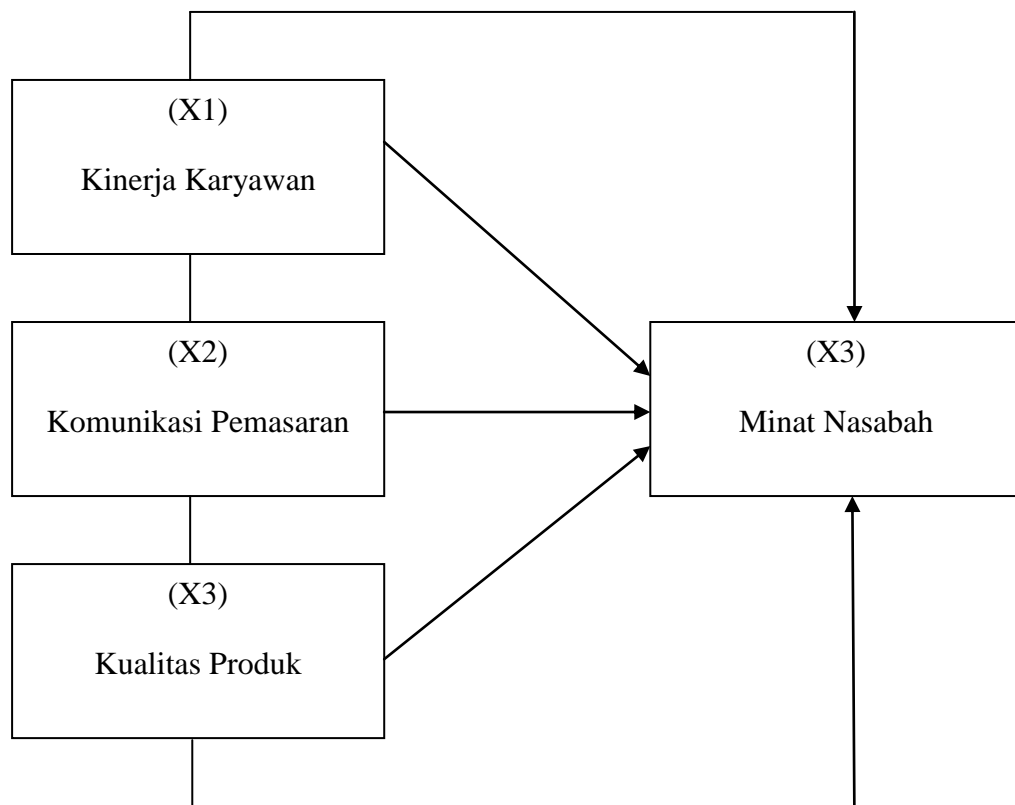 (X1)
Kinerja Karyawan
(X2)
Komunikasi Pemasaran
(X3)
Minat Nasabah
(X3)
Kualitas Produk